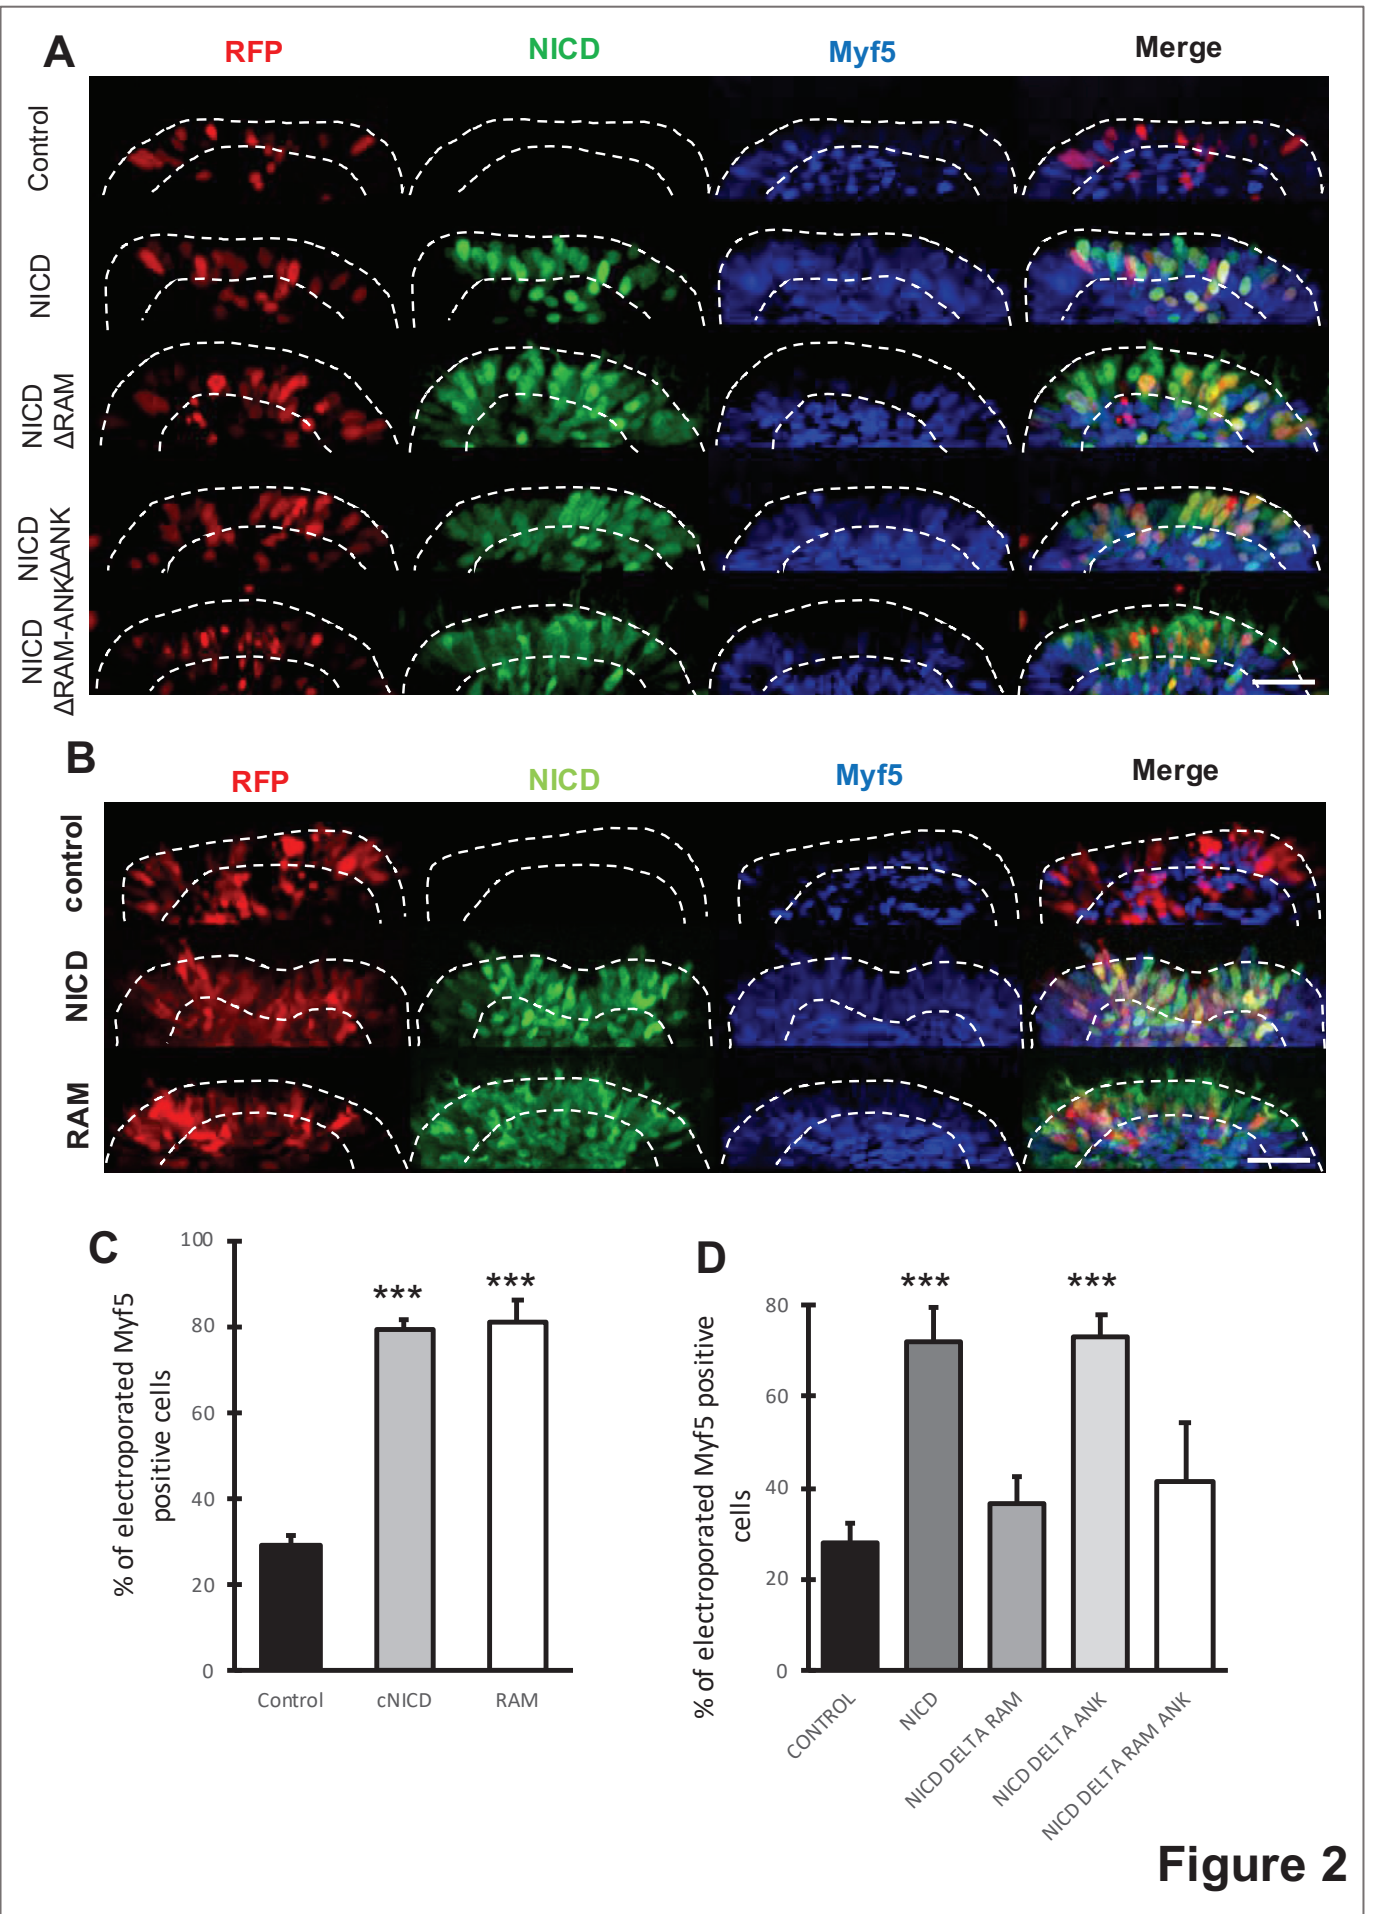 A
RFP
NICD
Myf5
Merge
Control
NICD
NICD
ΔRAM
NICD
ΔANK
NICD
ΔRAM-ANK
B
RFP
NICD
Myf5
Merge
control
NICD
RAM
C
% of electroporated Myf5
positive cells
100
80
60
40
20
0
***
***
Control
cNICD
RAM
D
% of electroporated Myf5 positive
cells
80
60
40
20
0
***
***
CONTROL
NICD
NICD DELTA RAM
NICD DELTA ANK
NICD DELTA RAM ANK
Figure 2